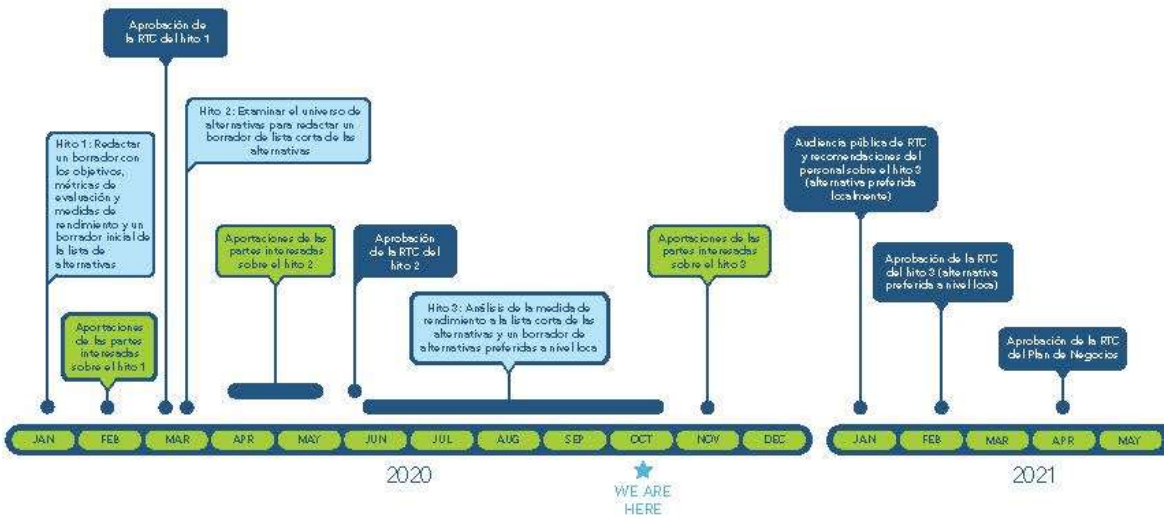 Aprobación de
la RTC del hito 1
Hito 2: Examinar el universo de
alternativas para redactar un
borrador de lista corta de las
alternativas
Hito 1: Redactar
un borrador con
los objetivos,
métricas de
evaluación y
medidas de
rendimiento y un
borrador inicial de
la lista de
alternativas
Aportaciones
de las partes
interesadas
sobre el hito 1
Aportaciones de las
partes interesadas
sobre el hito 2
Aprobación
de la RTC del
hito 2
Hito 3: Análisis de la medida de
rendimiento a la lista corta de las
alternativas y un borrador de
alternativas preferidas a nivel loca
Aportaciones de las
partes interesadas
sobre el hito 3
Audiencia pública de RTC
y recomendaciones del
personal sobre el hito 3
(alternativa preferida
localmente)
Aprobación de la RTC
del hito 3 (alternativa
preferida a nivel loca)
Aprobación de la RTC
del Plan de Negocios
JAN FEB MAR APR MAY JUN JUL AUG SEP OCT NOV DEC JAN FEB MAR APR MAY
2020 2021
WE ARE
HERE